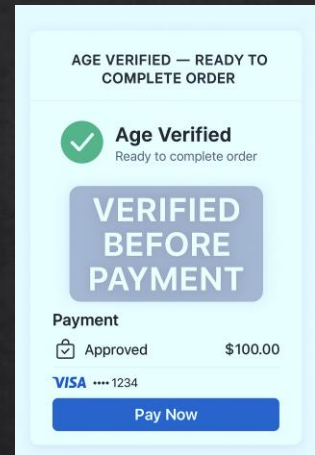 AGE VERIFIED — READY TO
COMPLETE ORDER
Age Verified
Ready to complete order
VERIFIED
BEFORE
PAYMENT
Payment
Approved $100.00
VISA •••• 1234
Pay Now